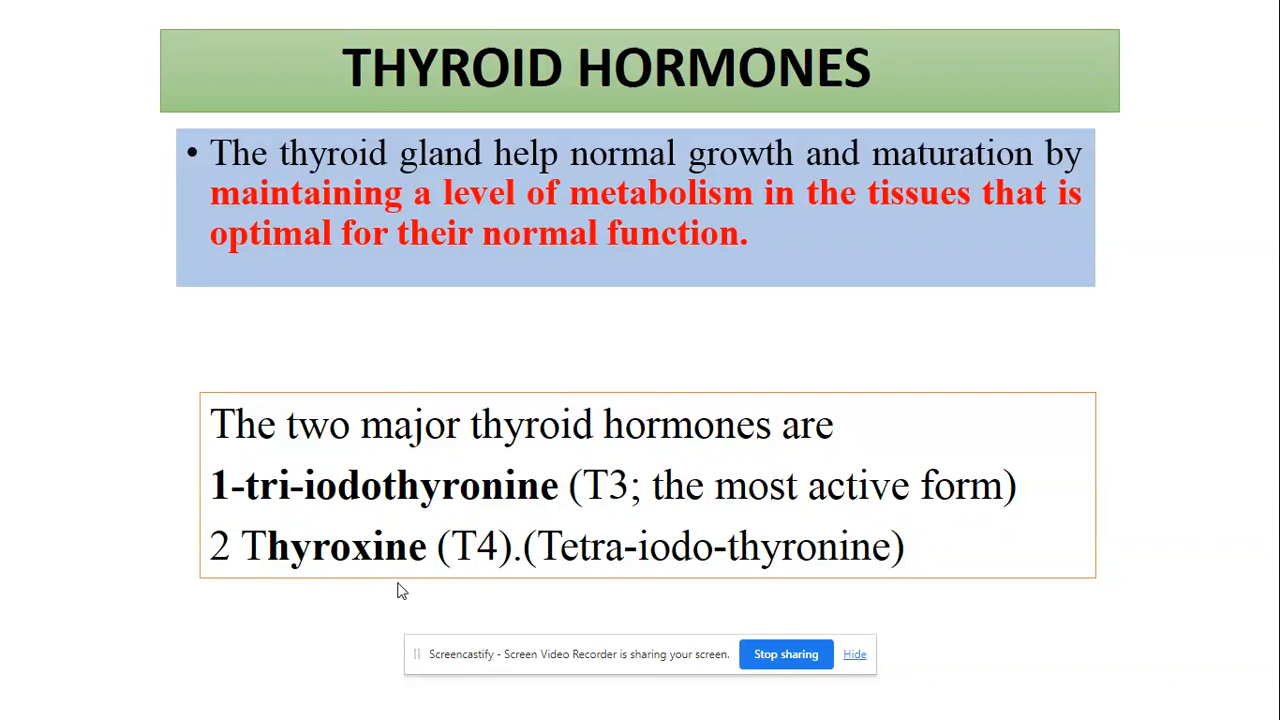 THYROID HORMONES
• The thyroid gland help normal growth and maturation by
maintaining a level of metabolism in the tissues that is
optimal for their normal function.
The two major thyroid hormones are
1-tri-iodothyronine (T3; the most active form)
2 Thyroxine (T4).(Tetra-iodo-thyronine)
Screencastify - Screen Video Recorder is sharing your screen. Stop sharing Hide